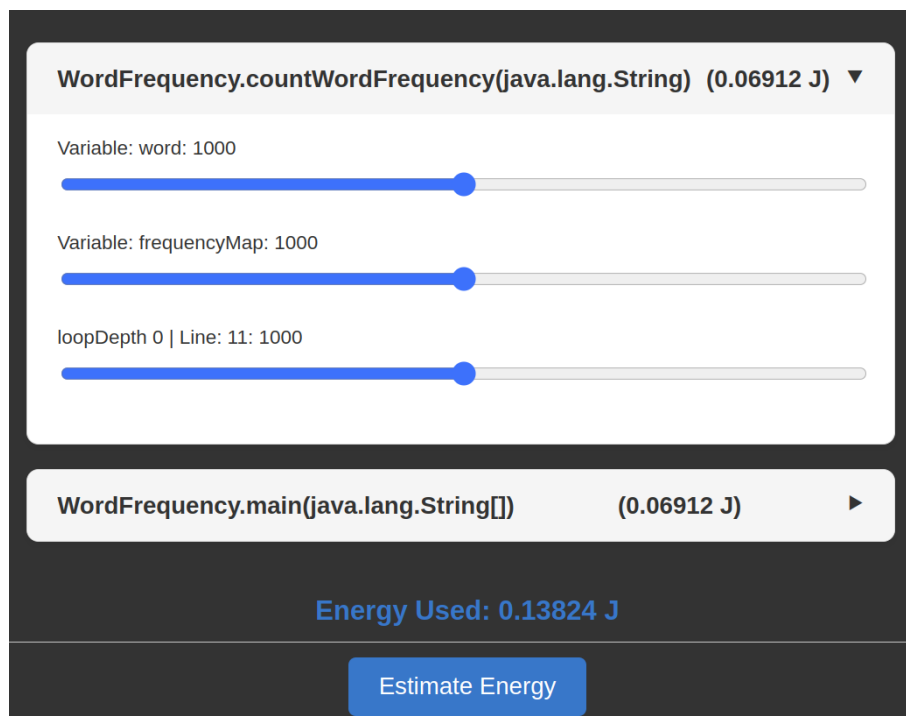 WordFrequency.countWordFrequency(java.lang.String) (0.06912 J) ▼
Variable: word: 1000
Variable: frequencyMap: 1000
loopDepth 0 | Line: 11: 1000
WordFrequency.main(java.lang.String[]) (0.06912 J) ▶
Energy Used: 0.13824 J
Estimate Energy